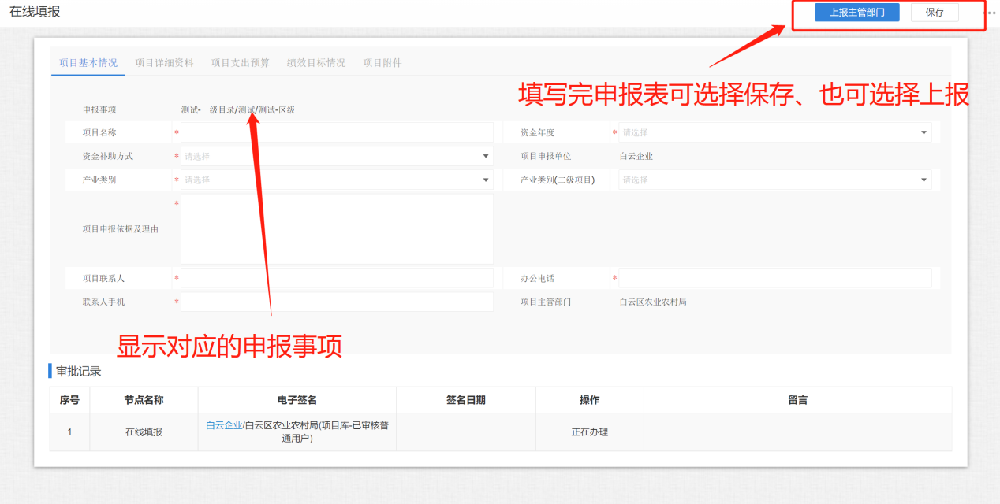 在线填报
上报主管部门 保存
项目基本情况 项目详细资料 项目支出预算 绩效目标情况 项目附件
填写完申报表可选择保存、也可选择上报
申报事项 测试-一级目录/测试/测试-区级
项目名称 * 资金年度 * 请选择
资金补助方式 * 请选择 项目申报单位 白云企业
产业类别 * 请选择 产业类别(二级项目) 请选择
*
项目申报依据及理由
项目联系人 * 办公电话 *
联系人手机 * 项目主管部门 白云区农业农村局
显示对应的申报事项
审批记录
序号 节点名称 电子签名 签名日期 操作 留言
1 在线填报 白云企业/白云区农业农村局(项目库-已审核普 正在办理
通用户)